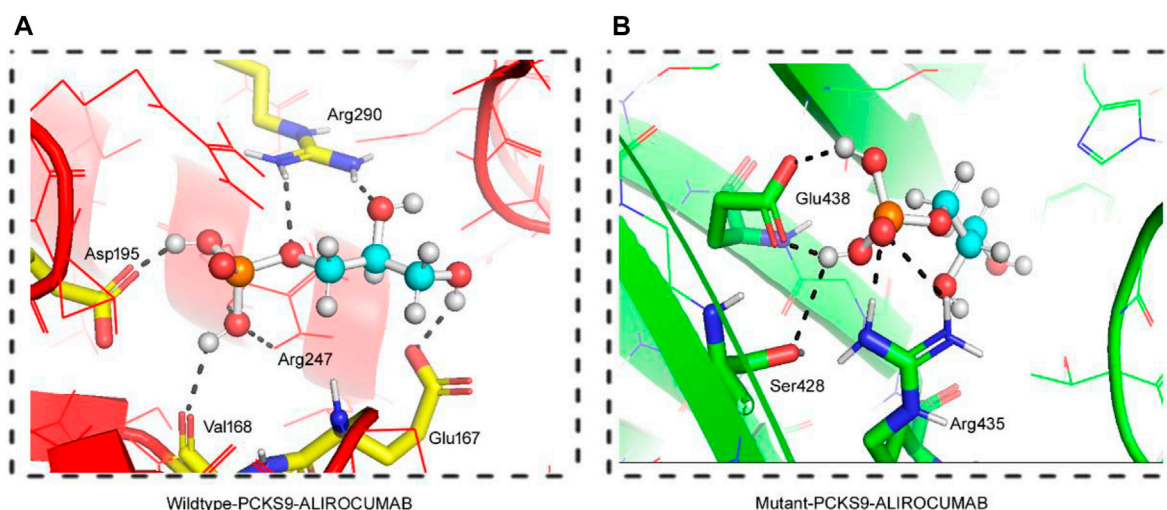 A
B
Arg290
Asp195
Arg247
Val168
Glu167
Glu438
Ser428
Arg435
Wildtype-PCKS9-ALIROCUMAB
Mutant-PCKS9-ALIROCUMAB